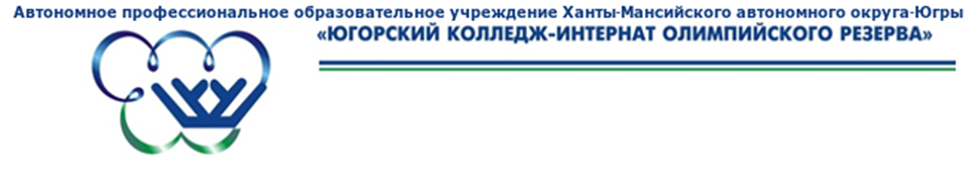 Автономное профессиональное образовательное учреждение Ханты-Мансийского автономного округа-Югры
«ЮГОРСКИЙ КОЛЛЕДЖ-ИНТЕРНАТ ОЛИМПИЙСКОГО РЕЗЕРВА»